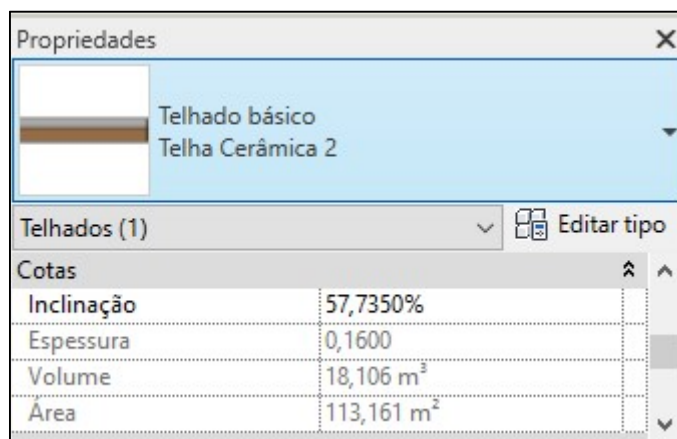 Propriedades
Telhado básico
Telha Cerâmica 2
Telhados (1) Editar tipo
Cotas
Inclinação 57,7350%
Espessura 0,1600
Volume 18,106 m³
Área 113,161 m²